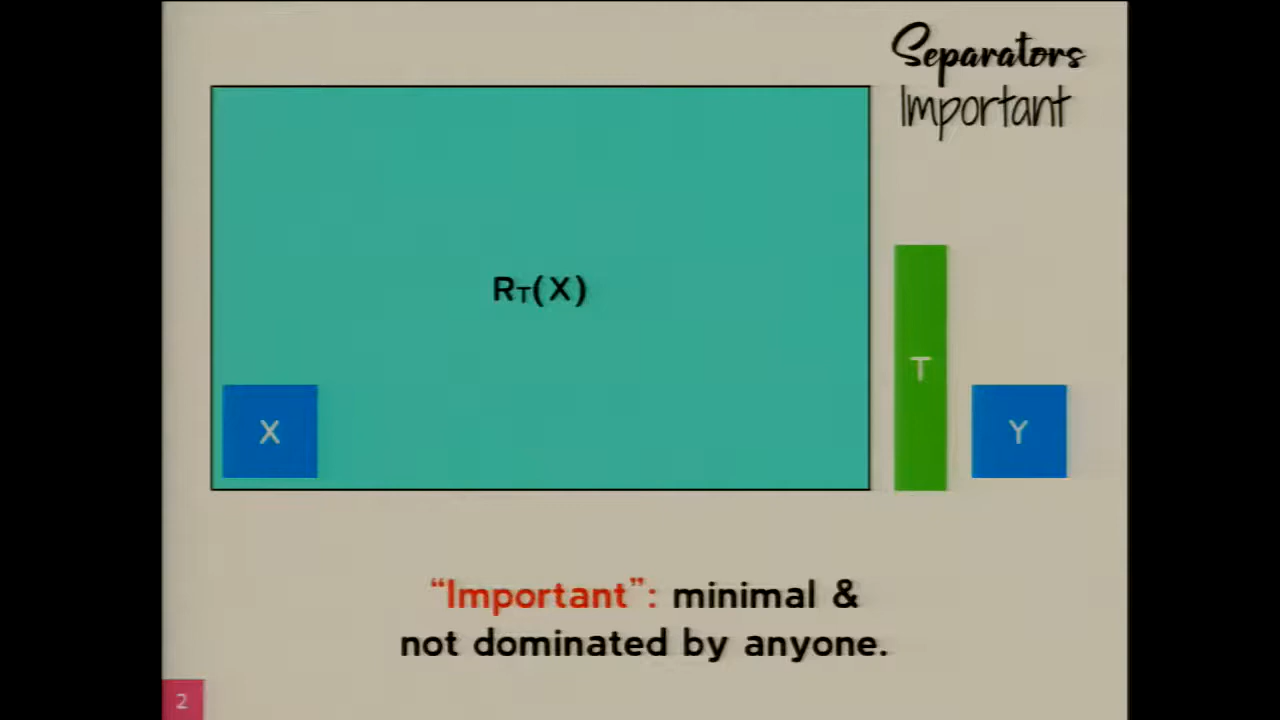 Separators
Important
RT(X)
T
X
Y
“Important”: minimal &
not dominated by anyone.
2